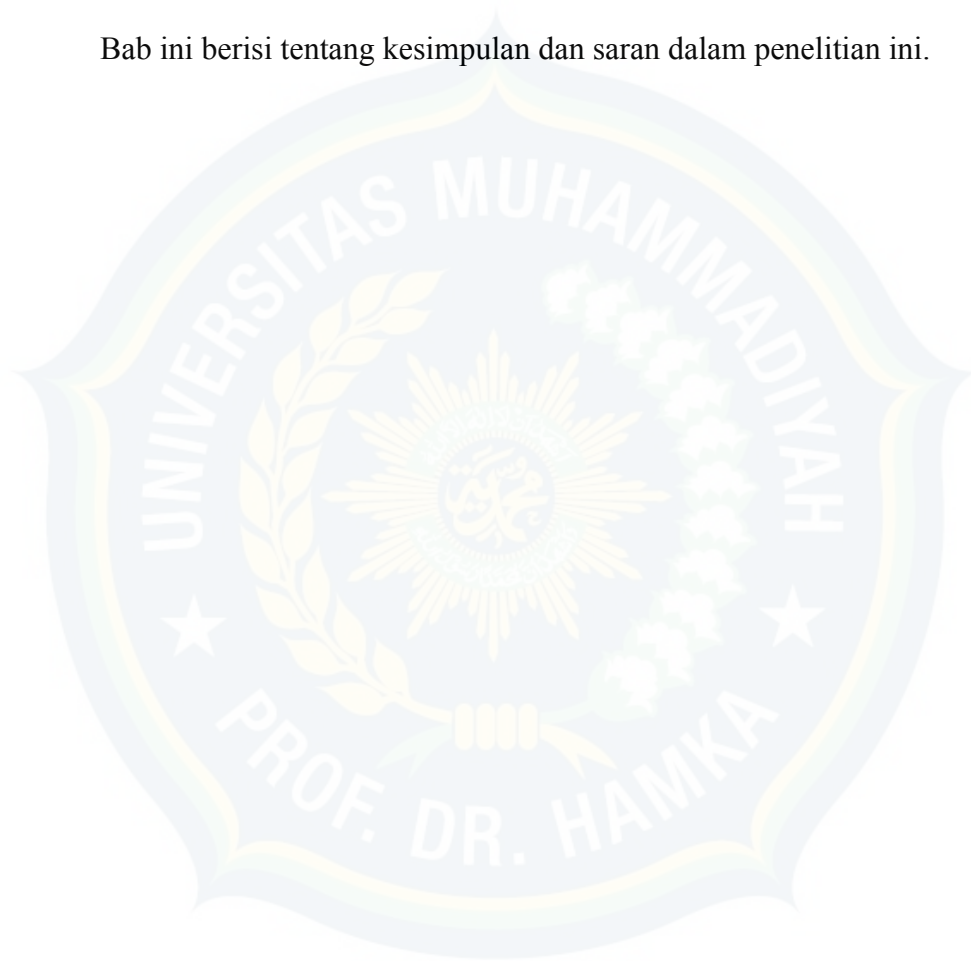 Bab ini berisi tentang kesimpulan dan saran dalam penelitian ini.
UNIVERSITAS MUHAMMADIYAH
PROF. DR. HAMKA